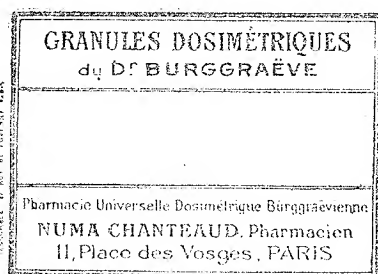 GRANULES DOSIMÉTRIQUES
du Dr BURGGRAËVE
Pharmacie Universelle Dosimétrique Burggraëvienne
NUMA CHANTEAUD, Pharmacien
11, Place des Vosges, PARIS